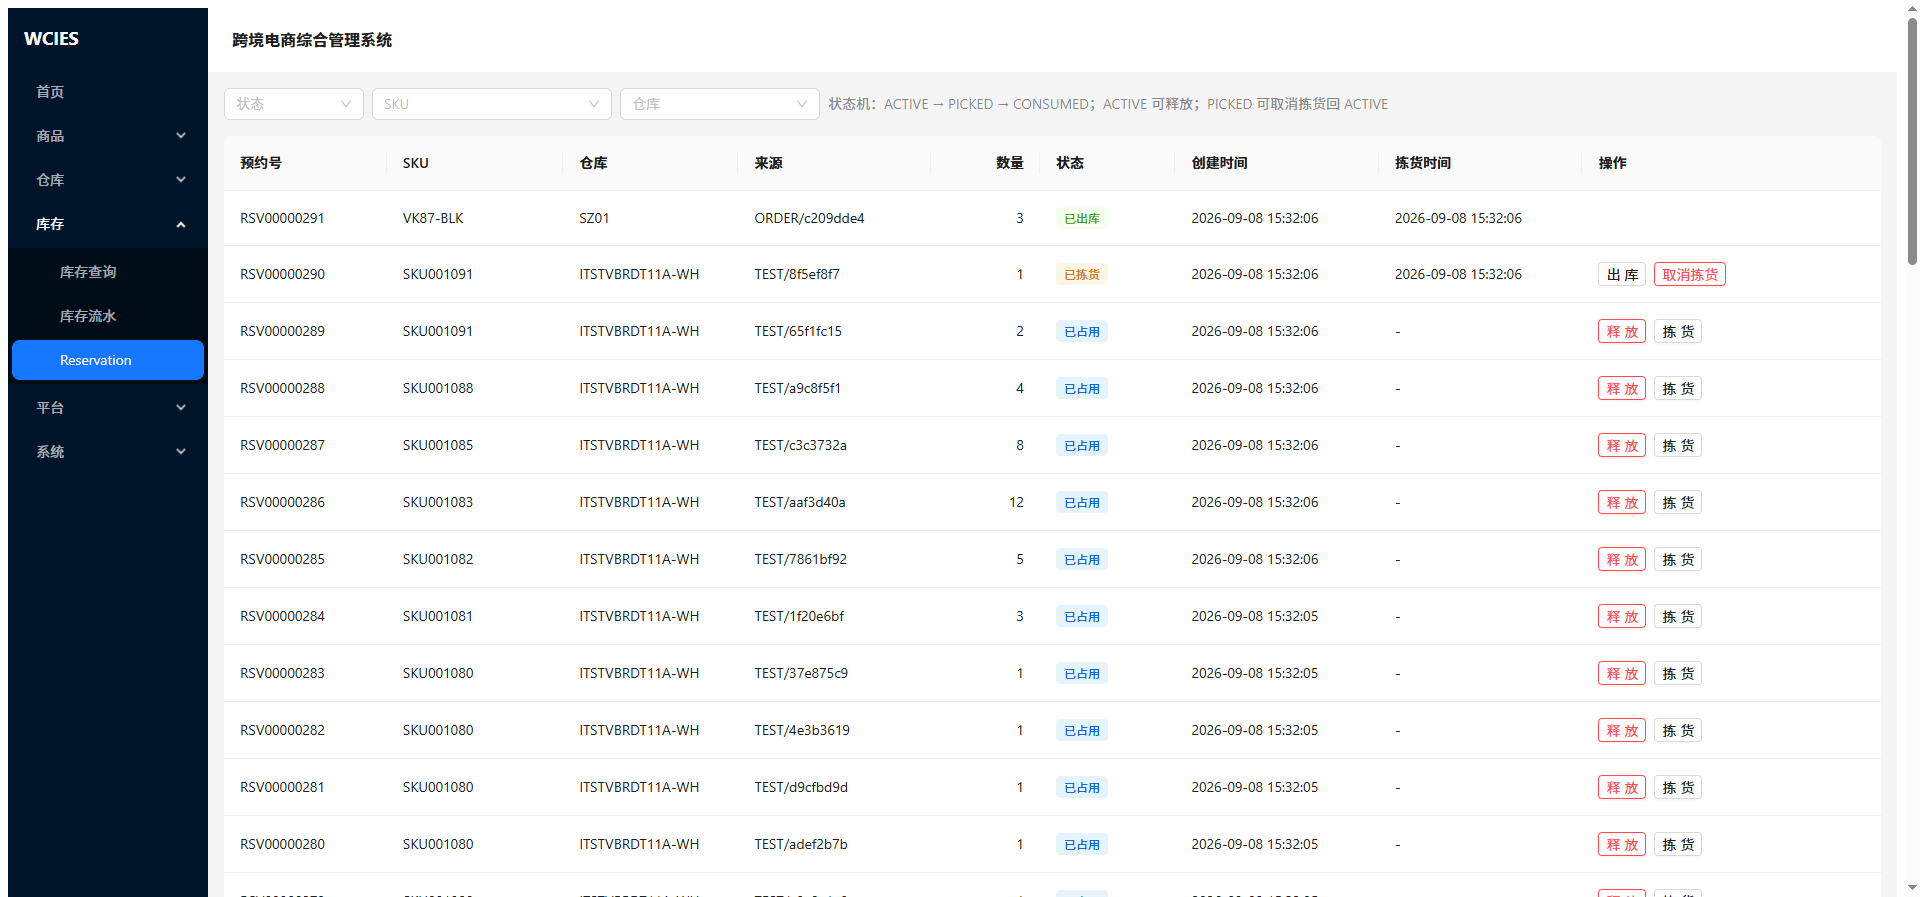 WCIES
跨境电商综合管理系统
首页
商品
仓库
库存
库存查询
库存流水
Reservation
平台
系统
状态 SKU 仓库 状态机：ACTIVE → PICKED → CONSUMED；ACTIVE 可释放；PICKED 可取消拣货回 ACTIVE
预约号 SKU 仓库 来源 数量 状态 创建时间 拣货时间 操作
RSV00000291 VK87-BLK SZ01 ORDER/c209dde4 3 已出库 2026-09-08 15:32:06 2026-09-08 15:32:06
RSV00000290 SKU001091 ITSTVBRDT11A-WH TEST/8f5ef8f7 1 已拣货 2026-09-08 15:32:06 2026-09-08 15:32:06 出 库 取消拣货
RSV00000289 SKU001091 ITSTVBRDT11A-WH TEST/65f1fc15 2 已占用 2026-09-08 15:32:06 - 释 放 拣 货
RSV00000288 SKU001088 ITSTVBRDT11A-WH TEST/a9c8f5f1 4 已占用 2026-09-08 15:32:06 - 释 放 拣 货
RSV00000287 SKU001085 ITSTVBRDT11A-WH TEST/c3c3732a 8 已占用 2026-09-08 15:32:06 - 释 放 拣 货
RSV00000286 SKU001083 ITSTVBRDT11A-WH TEST/aaf3d40a 12 已占用 2026-09-08 15:32:06 - 释 放 拣 货
RSV00000285 SKU001082 ITSTVBRDT11A-WH TEST/7861bf92 5 已占用 2026-09-08 15:32:06 - 释 放 拣 货
RSV00000284 SKU001081 ITSTVBRDT11A-WH TEST/1f20e6bf 3 已占用 2026-09-08 15:32:05 - 释 放 拣 货
RSV00000283 SKU001080 ITSTVBRDT11A-WH TEST/37e875c9 1 已占用 2026-09-08 15:32:05 - 释 放 拣 货
RSV00000282 SKU001080 ITSTVBRDT11A-WH TEST/4e3b3619 1 已占用 2026-09-08 15:32:05 - 释 放 拣 货
RSV00000281 SKU001080 ITSTVBRDT11A-WH TEST/d9cfbd9d 1 已占用 2026-09-08 15:32:05 - 释 放 拣 货
RSV00000280 SKU001080 ITSTVBRDT11A-WH TEST/adef2b7b 1 已占用 2026-09-08 15:32:05 - 释 放 拣 货